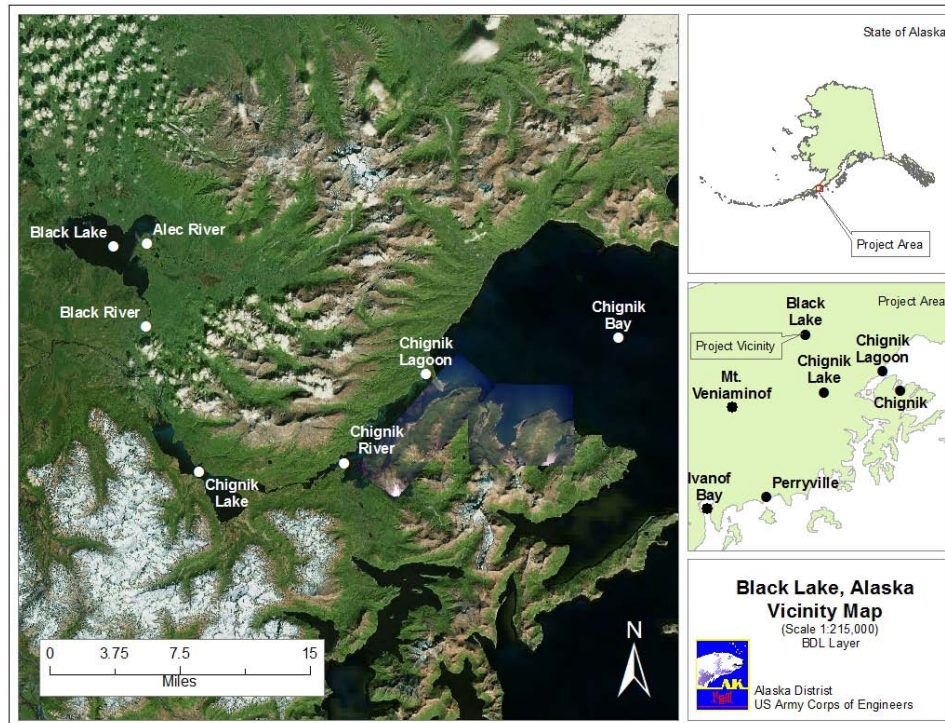 Black Lake
Alec River
Black River
Chignik
Bay
Chignik
Lagoon
Chignik
River
Chignik
Lake
0 3.75 7.5 15
Miles
N
State of Alaska
Project Area
Black
Lake
Project Area
Project Vicinity
Chignik
Lagoon
Chignik
Lake
Mt.
Veniaminof
Chignik
Ivanof
Bay
Perryville
Black Lake, Alaska
Vicinity Map
(Scale 1:215,000)
BDL Layer
AK
Alaska District
US Army Corps of Engineers